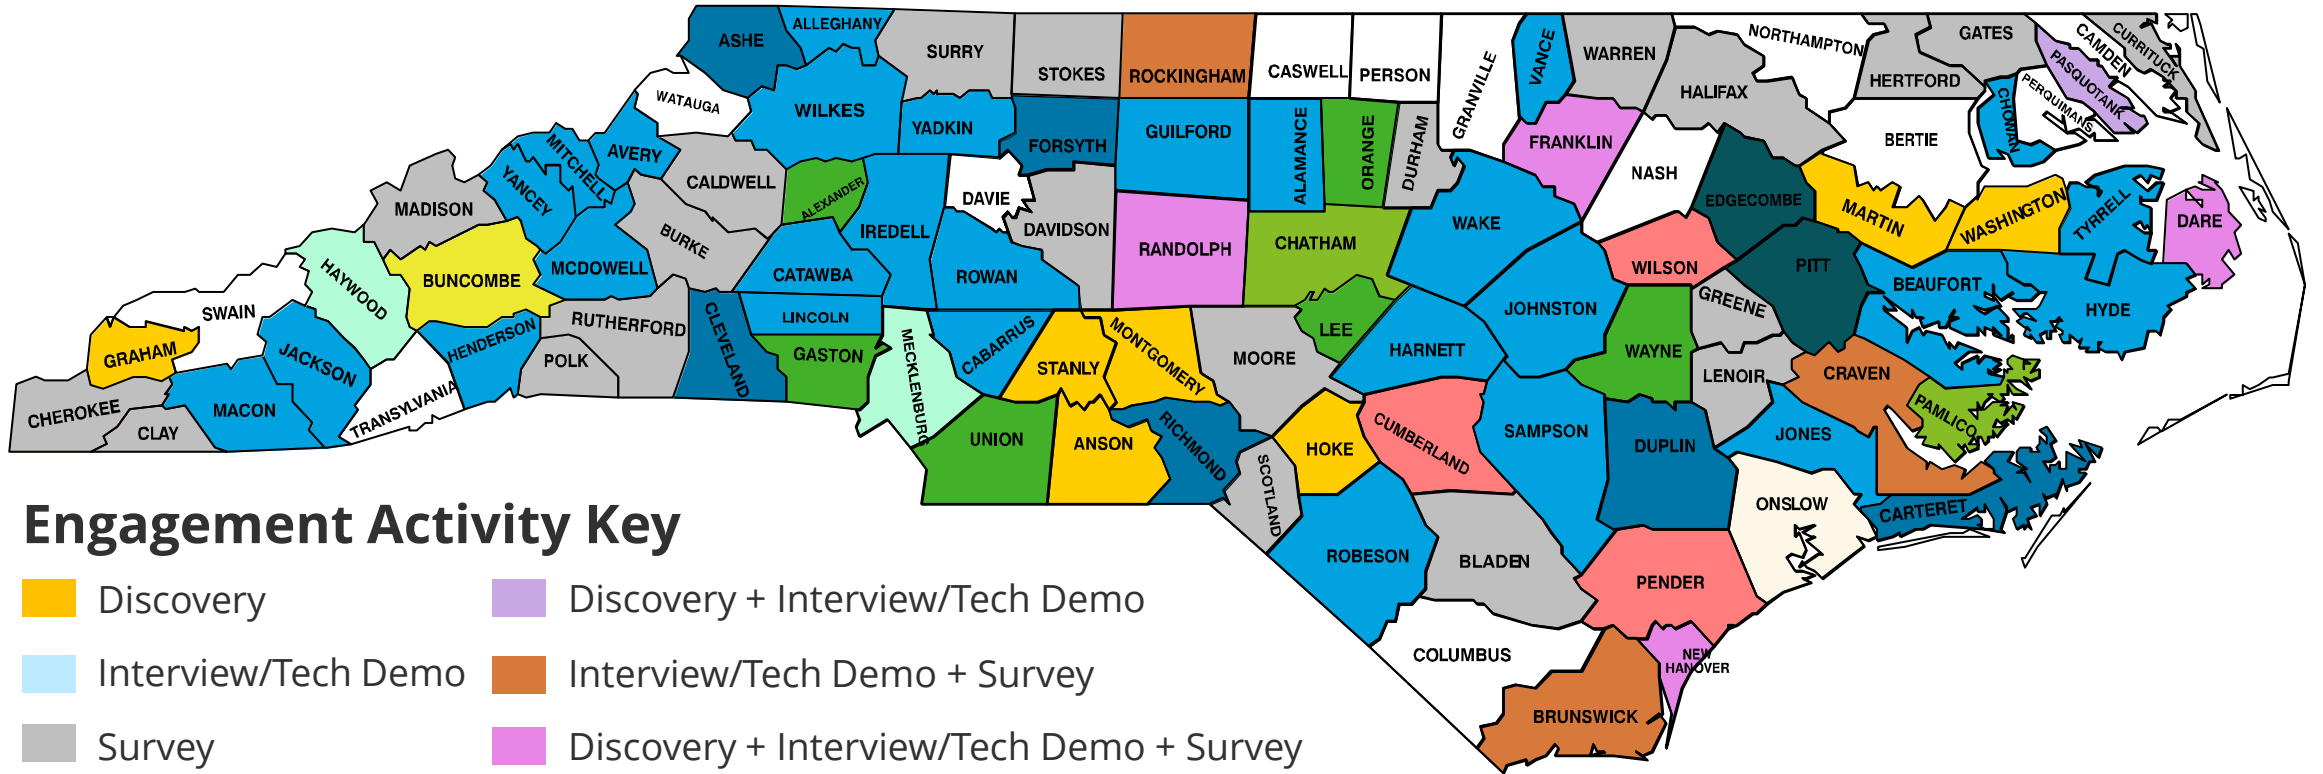 ASHE
ALLEGHANY
SURRY
STOKES
ROCKINGHAM
CASWELL
PERSON
GRANVILLE
VANCE
WARREN
NORTHAMPTON
GATES
CAMDEN
CURRITUCK
WATAUGA
WILKES
YADKIN
FORSYTH
GUILFORD
ALAMANCE
ORANGE
DURHAM
FRANKLIN
HALIFAX
HERTFORD
PASQUOTANK
PERQUIMANS
CHOWAN
BERTIE
MITCHELL
AVERY
YANCEY
CALDWELL
ALEXANDER
DAVIE
NASH
EDGECOMBE
MARTIN
WASHINGTON
TYRRELL
DARE
MADISON
BURKE
IREDELL
DAVIDSON
RANDOLPH
CHATHAM
WAKE
WILSON
PITT
BEAUFORT
HYDE
HAYWOOD
BUNCOMBE
MCDOWELL
CATAWBA
ROWAN
JOHNSTON
GREENE
SWAIN
GRAHAM
JACKSON
HENDERSON
RUTHERFORD
POLK
CLEVELAND
LINCOLN
GASTON
MECKLENBURG
CABARRUS
STANLY
MONTGOMERY
MOORE
LEE
HARNETT
WAYNE
LENOIR
CRAVEN
PAMLICO
CHEROKEE
CLAY
MACON
TRANSYLVANIA
UNION
ANSON
RICHMOND
SCOTLAND
HOKE
CUMBERLAND
SAMPSON
DUPLIN
JONES
ONSLOW
CARTERET
ROBESON
BLADEN
PENDER
COLUMBUS
NEW
HANOVER
BRUNSWICK
Engagement Activity Key
Discovery
Interview/Tech Demo
Survey
Discovery + Interview/Tech Demo
Interview/Tech Demo + Survey
Discovery + Interview/Tech Demo + Survey